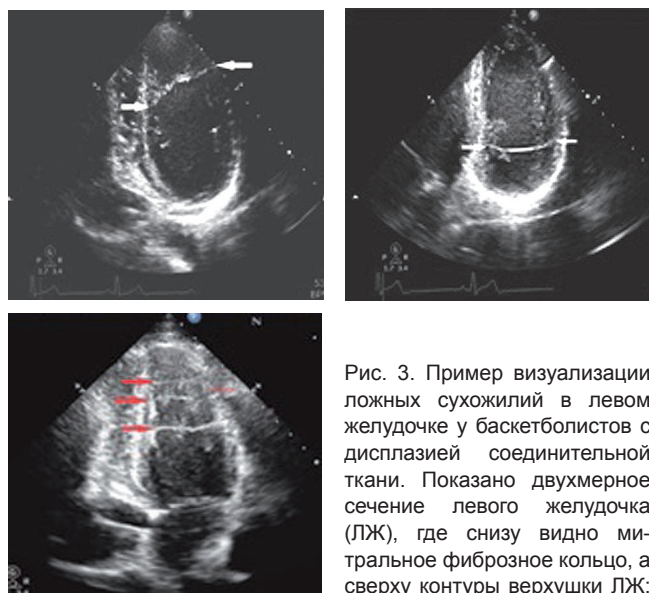 Рис. 3. Пример визуализации
ложных сухожилий в левом
желудочке у баскетболистов с
дисплазией соединительной
ткани. Показано двухмерное
сечение левого желудочка
(ЛЖ), где снизу видно ми-
тральное фиброзное кольцо, а
сверху контуры верхушки ЛЖ: